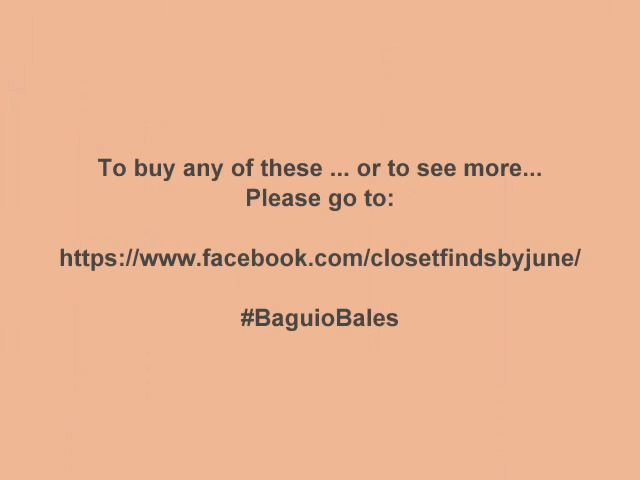 To buy any of these ... or to see more...
Please go to:
https://www.facebook.com/closetfindsbyjune/
#BaguioBales